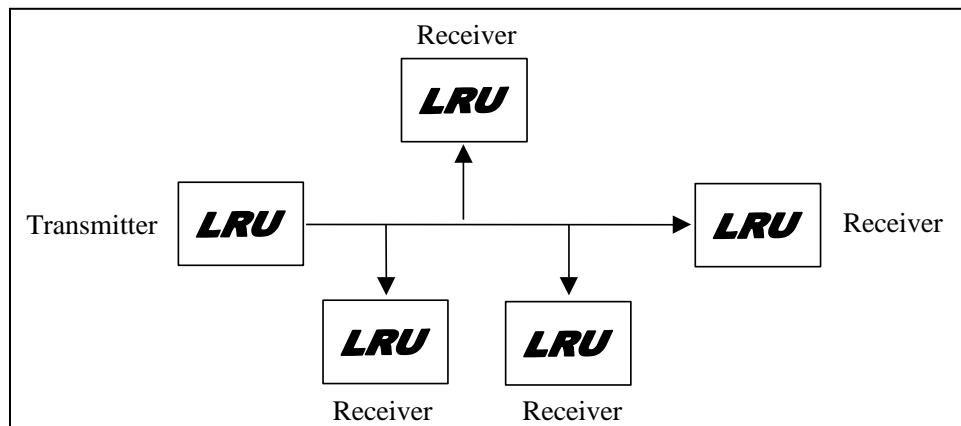 Receiver
LRU
Transmitter LRU LRU Receiver
LRU LRU
Receiver Receiver